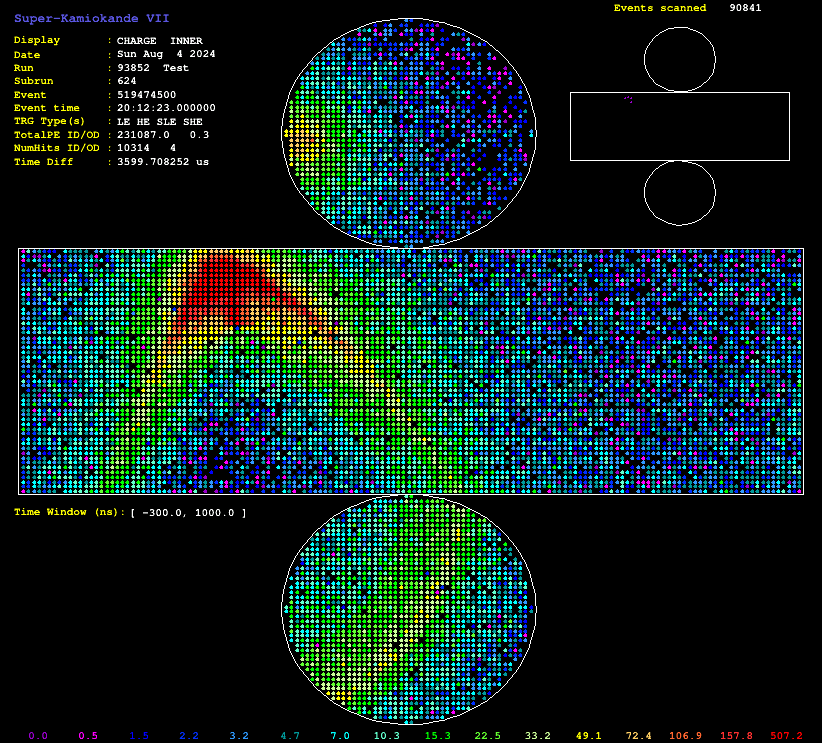 Super-Kamiokande VII
Events scanned 90841
Display : CHARGE INNER
Date : Sun Aug 4 2024
Run : 93852 Test
Subrun : 624
Event : 519474500
Event time : 20:12:23.000000
TRG Type(s) : LE HE SLE SHE
TotalPE ID/OD : 231087.0 0.3
NumHits ID/OD : 10314 4
Time Diff : 3599.708252 us
Time Window (ns): [ -300.0, 1000.0 ]
0.0 0.5 1.5 2.2 3.2 4.7 7.0 10.3 15.3 22.5 33.2 49.1 72.4 106.9 157.8 507.2